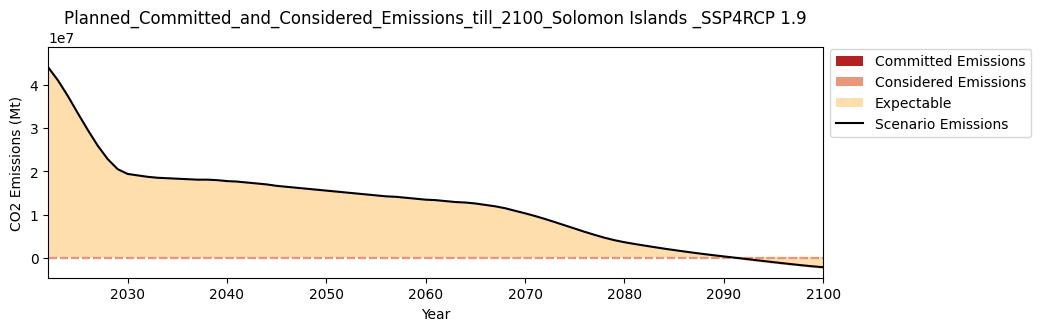 Planned_Committed_and_Considered_Emissions_till_2100_Solomon Islands _SSP4RCP 1.9
1e7
Committed Emissions
Considered Emissions
Expectable
Scenario Emissions
CO2 Emissions (Mt)
4
3
2
1
0
2030 2040 2050 2060 2070 2080 2090 2100
Year